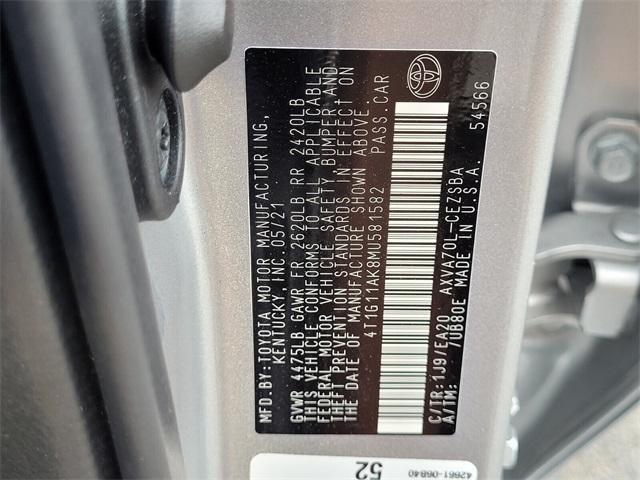 MFD. BY: TOYOTA MOTOR MANUFACTURING,
KENTUCKY, INC. 05/21
GVWR 4475LB GAWR FR 2620LB RR 2420LB
THIS VEHICLE CONFORMS TO ALL APPLICABLE
FEDERAL MOTOR VEHICLE SAFETY, BUMPER AND
THEFT PREVENTION STANDARDS IN EFFECT ON
THE DATE OF MANUFACTURE SHOWN ABOVE.
4T1G11AK8MU581582 PASS. CAR
C/TR: 1J9/EA20 AXVA70L-CEZSBA
A/TM: 7UB80E MADE IN U.S.A.
54566
42661-06840
52